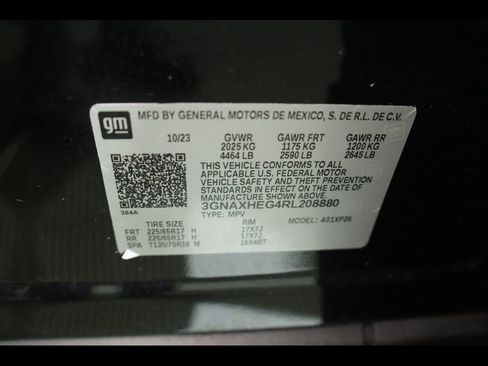 gm
MFD BY GENERAL MOTORS DE MEXICO, S. DE R.L. DE C.V.
10/23 GVWR GAWR FRT GAWR RR
2025 KG 1175 KG 1200 KG
4464 LB 2590 LB 2645 LB
THIS VEHICLE CONFORMS TO ALL
APPLICABLE U.S. FEDERAL MOTOR
VEHICLE SAFETY AND THEFT PREVENTION
STANDARDS IN EFFECT ON THE DATE OF
MANUFACTURE SHOWN ABOVE.
3GNAXHEG4RL208880
384A TYPE: MPV MODEL: 401XP26
TIRE SIZE RIM
FRT 225/65R17 H 17X7J
RR 225/65R17 H 17X7J
SPA T135/70R16 M 16X4BT